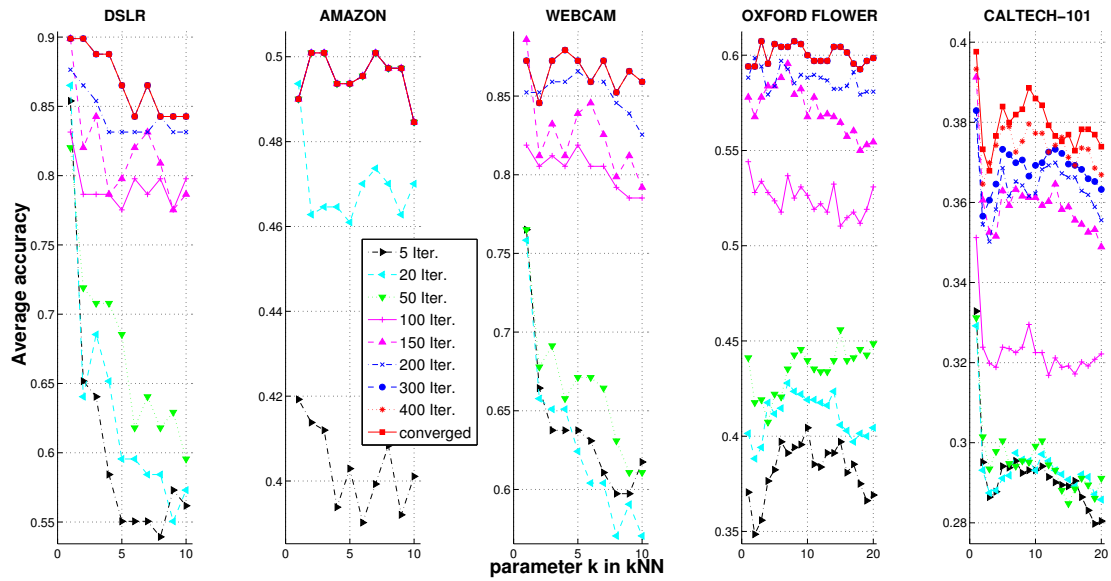 DSLR
AMAZON
WEBCAM
OXFORD FLOWER
CALTECH−101
Average accuracy
0.9
0.85
0.8
0.75
0.7
0.65
0.6
0.55
0 5 10
0.5
0.48
0.46
0.44
0.42
0.4
0 5 10
5 Iter.
20 Iter.
50 Iter.
100 Iter.
150 Iter.
200 Iter.
300 Iter.
400 Iter.
converged
0.85
0.8
0.75
0.7
0.65
0.6
0 5 10
0.6
0.55
0.5
0.45
0.4
0.35
0 10 20
0.4
0.38
0.36
0.34
0.32
0.3
0.28
0 10 20
parameter k in kNN